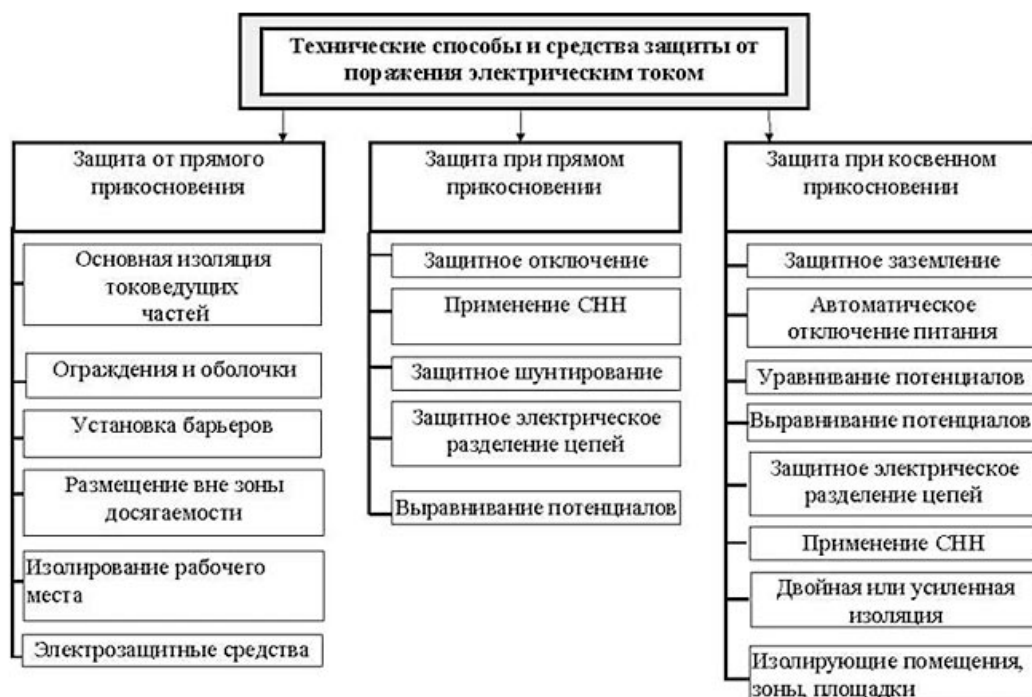 Технические способы и средства защиты от
поражения электрическим током
Защита от прямого
прикосновения
Основная изоляция
токоведущих
частей
Ограждения и оболочки
Установка барьеров
Размещение вне зоны
досягаемости
Изолирование рабочего
места
Электрозащитные средства
Защита при прямом
прикосновении
Защитное отключение
Применение СНН
Защитное шунтирование
Защитное электрическое
разделение цепей
Выравнивание потенциалов
Защита при косвенном
прикосновении
Защитное заземление
Автоматическое
отключение питания
Уравнивание потенциалов
Выравнивание потенциалов
Защитное электрическое
разделение цепей
Применение СНН
Двойная или усиленная
изоляция
Изолирующие помещения,
зоны, площадки